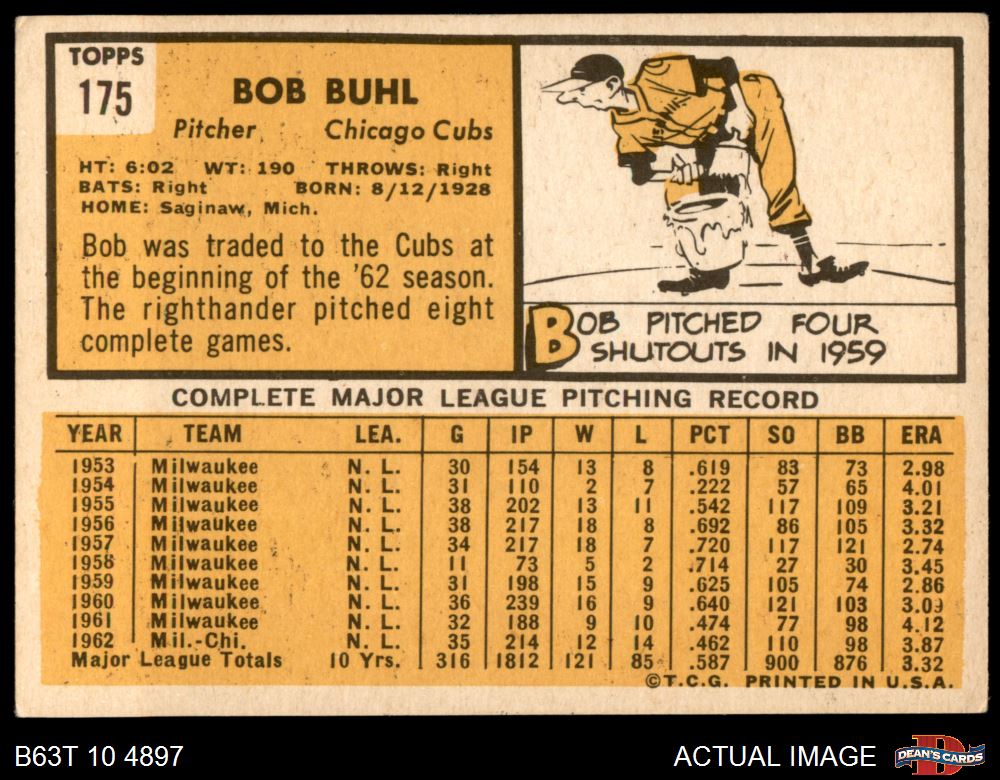 TOPPS
175
BOB BUHL
Pitcher Chicago Cubs
HT: 6:02 WT: 190 THROWS: Right
BATS: Right BORN: 8/12/1928
HOME: Saginaw, Mich.
Bob was traded to the Cubs at
the beginning of the '62 season.
The righthander pitched eight
complete games.
BOB PITCHED FOUR
SHUTOUTS IN 1959
COMPLETE MAJOR LEAGUE PITCHING RECORD
YEAR TEAM LEA. G IP W L PCT SO BB ERA
1953 Milwaukee N. L. 30 154 13 8 .619 83 73 2.98
1954 Milwaukee N. L. 31 110 2 7 .222 57 65 4.01
1955 Milwaukee N. L. 38 202 13 11 .542 117 109 3.21
1956 Milwaukee N. L. 38 217 18 8 .692 86 105 3.32
1957 Milwaukee N. L. 34 217 18 7 .720 117 121 2.74
1958 Milwaukee N. L. 11 73 5 2 .714 27 30 3.45
1959 Milwaukee N. L. 31 198 15 9 .625 105 74 2.86
1960 Milwaukee N. L. 36 239 16 9 .640 121 103 3.09
1961 Milwaukee N. L. 32 188 9 10 .474 77 98 4.12
1962 Mil.-Chi. N. L. 35 214 12 14 .462 110 98 3.87
Major League Totals 10 Yrs. 316 1812 121 85 .587 900 876 3.32
©T.C.G. PRINTED IN U.S.A.
B63T 10 4897 ACTUAL IMAGE DEAN'S CARDS